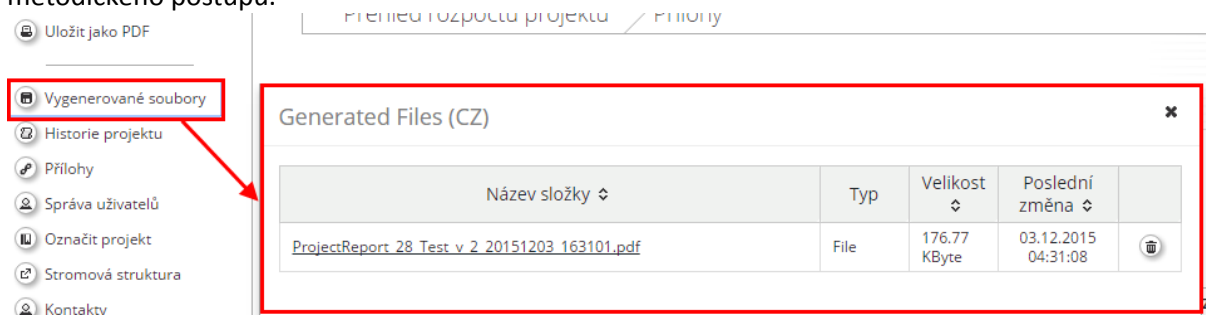 metodického postupu.
Uložit jako PDF
Přehled rozpočtu projektu
Přílohy
Vygenerované soubory
Historie projektu
Přílohy
Správa uživatelů
Označit projekt
Stromová struktura
Kontakty
Generated Files (CZ)
Název složky
Typ
Velikost
Poslední
změna
ProjectReport_28_Test_v_2_20151203_163101.pdf
File
176.77
KByte
03.12.2015
04:31:08